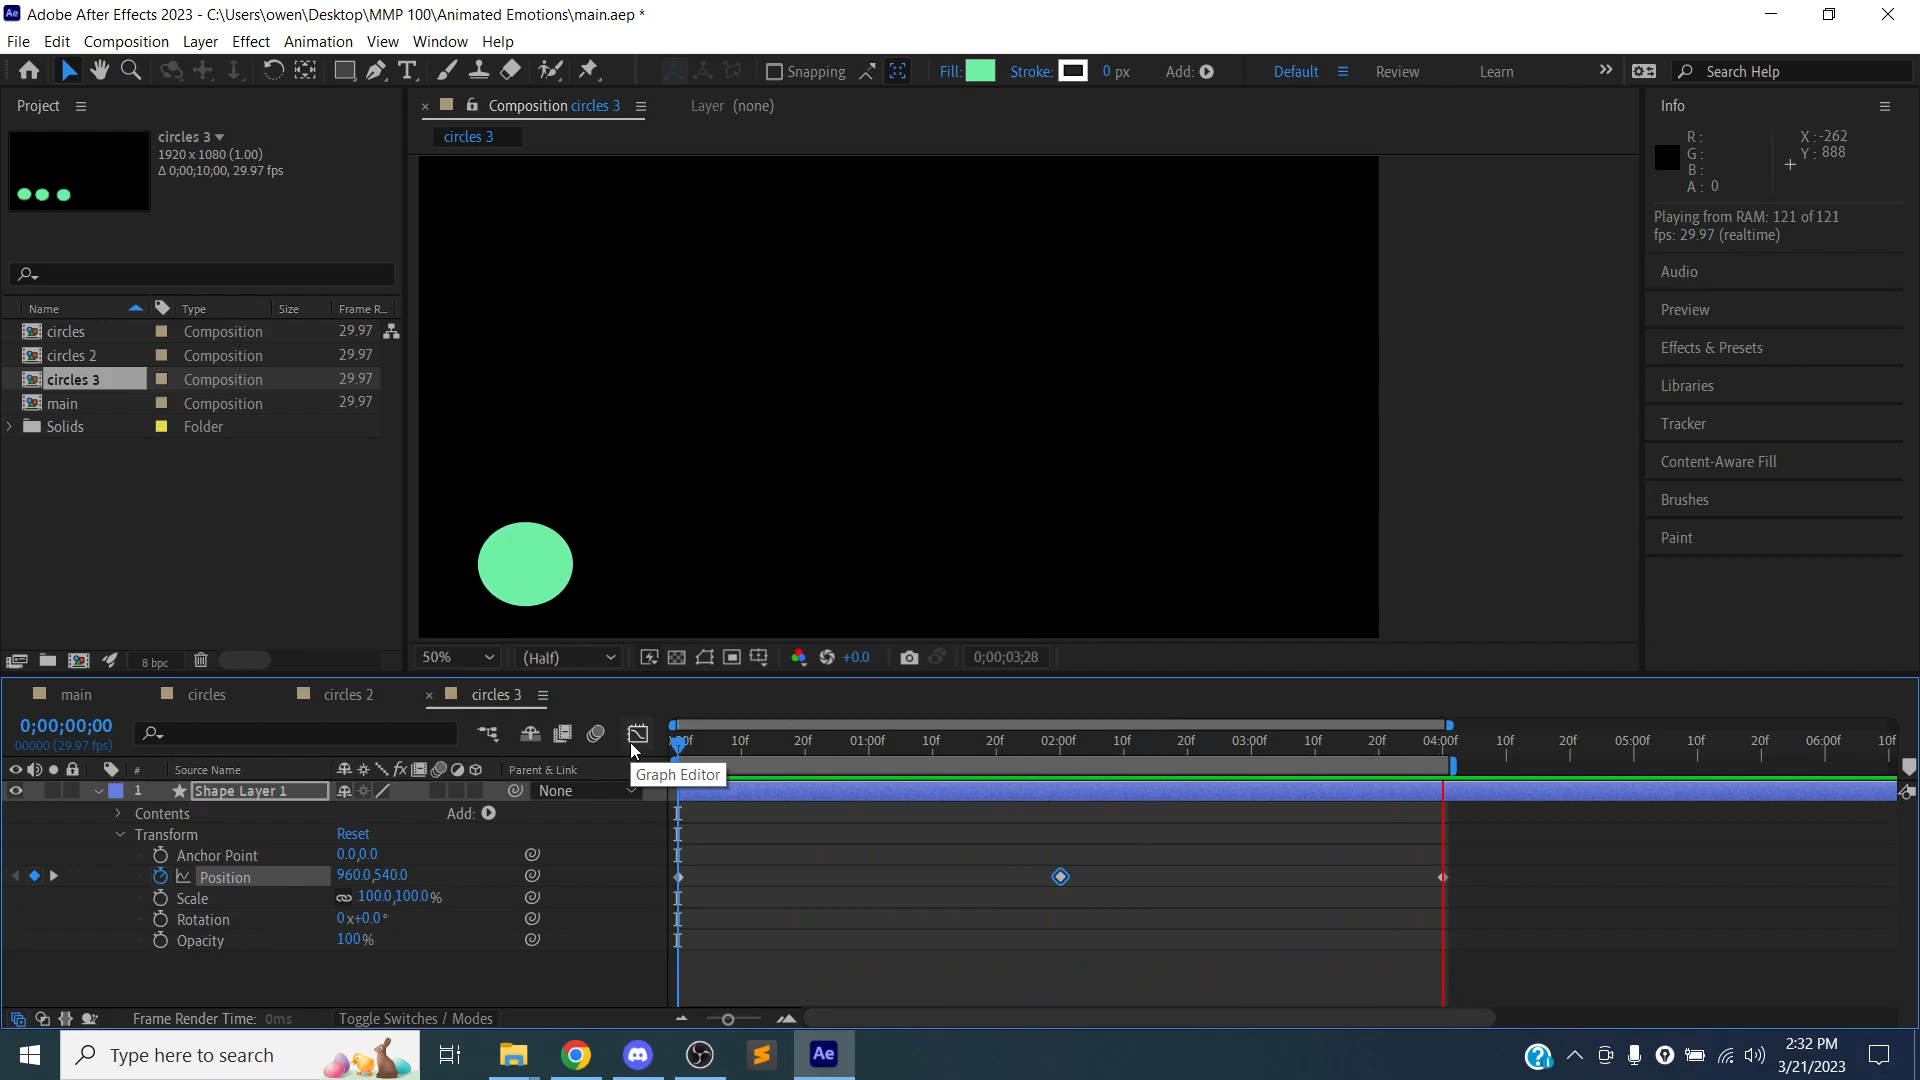 Adobe After Effects 2023 - C:\Users\owen\Desktop\MMP 100\Animated Emotions\main.aep *
File Edit Composition Layer Effect Animation View Window Help
Snapping Fill: Stroke: 0 px Add: Default Review Learn Search Help
Project
Composition circles 3 Layer (none)
Info
circles 3
circles 3
1920 x 1080 (1.00)
Δ 0;00;10;00, 29.97 fps
R :
G :
B :
A : 0
X : -262
Y : 888
Playing from RAM: 121 of 121
fps: 29.97 (realtime)
Audio
Preview
Effects & Presets
Libraries
Tracker
Content-Aware Fill
Brushes
Paint
Name Type Size Frame R...
circles Composition 29.97
circles 2 Composition 29.97
circles 3 Composition 29.97
main Composition 29.97
Solids Folder
8 bpc
50% (Half) +0.0 0;00;03;28
main circles circles 2 circles 3
0;00;00;00
00000 (29.97 fps)
10f 20f 01:00f 10f 20f 02:00f 10f 20f 03:00f 10f 20f 04:00f 10f 20f 05:00f 10f 20f 06:00f 10f
# Source Name Parent & Link
Graph Editor
1 Shape Layer 1 None
Contents Add:
Transform Reset
Anchor Point 0.0,0.0
Position 960.0,540.0
Scale 100.0,100.0%
Rotation 0x+0.0°
Opacity 100%
Frame Render Time: 0ms Toggle Switches / Modes
Type here to search
Ae
2:32 PM
3/21/2023